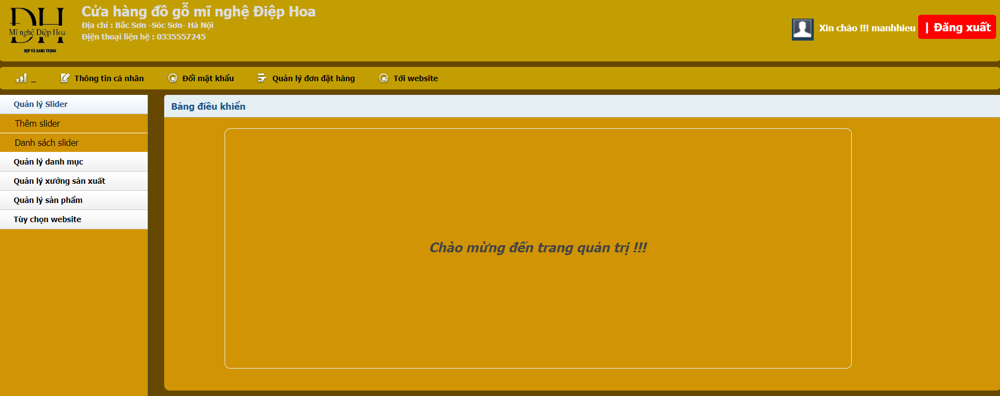 ĐH
Mĩ nghệ Điệp Hoa
ĐẸP VÀ SANG TRỌNG
Cửa hàng đồ gỗ mĩ nghệ Điệp Hoa
Địa chỉ : Bắc Sơn -Sóc Sơn- Hà Nội
Điện thoại liên hệ : 0335557245
Xin chào !!! manhhieu | Đăng xuất
_ Thông tin cá nhân Đổi mật khẩu Quản lý đơn đặt hàng Tới website
Quản lý Slider
Thêm slider
Danh sách slider
Quản lý danh mục
Quản lý xưởng sản xuất
Quản lý sản phẩm
Tùy chọn website
Bảng điều khiển
Chào mừng đến trang quản trị !!!